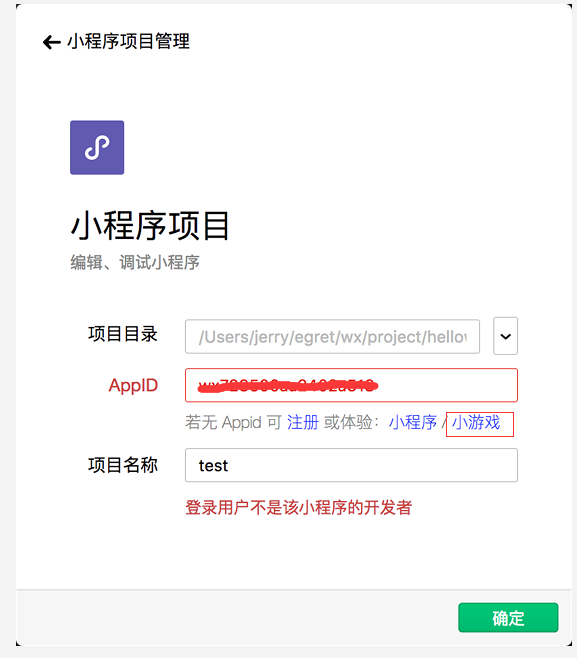 小程序项目管理
小程序项目
编辑、调试小程序
项目目录 /Users/jerry/egret/wx/project/hellov
AppID
若无 Appid 可 注册 或体验：小程序 / 小游戏
项目名称 test
登录用户不是该小程序的开发者
确定